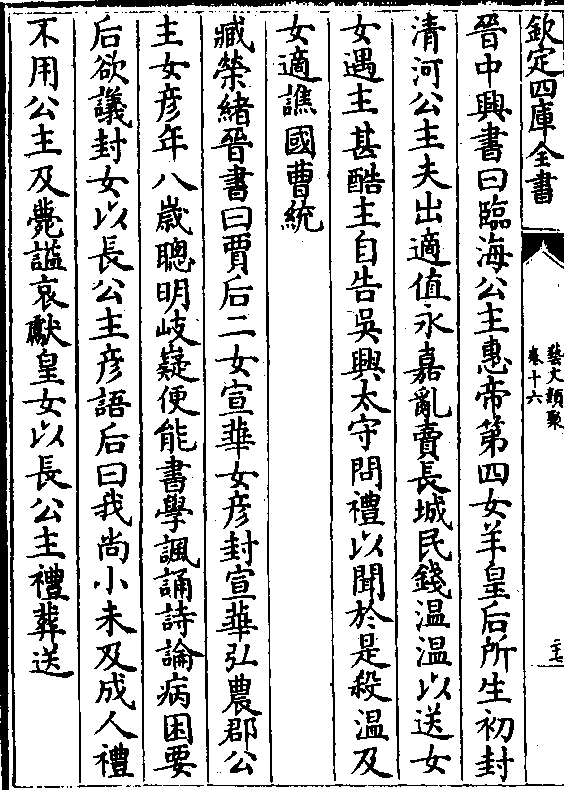 欽定四庫全書
藝文類聚
卷十六
二七
晉中興書曰臨海公主惠帝第四女羊皇后所生初封
清河公主夫出適值永嘉亂賣長城民錢温温以送女
女遇主甚酷主自告吳興太守問禮以聞於是殺温及
女適譙國曹統
臧榮緒晉書曰賈后二女宣華女彦封宣華弘農郡公
主女彦年八歲聰明岐疑便能書學諷誦詩論病困要
后欲議封女以長公主彦語后曰我尚小未及成人禮
不用公主及薨諡哀獻皇女以長公主禮葬送